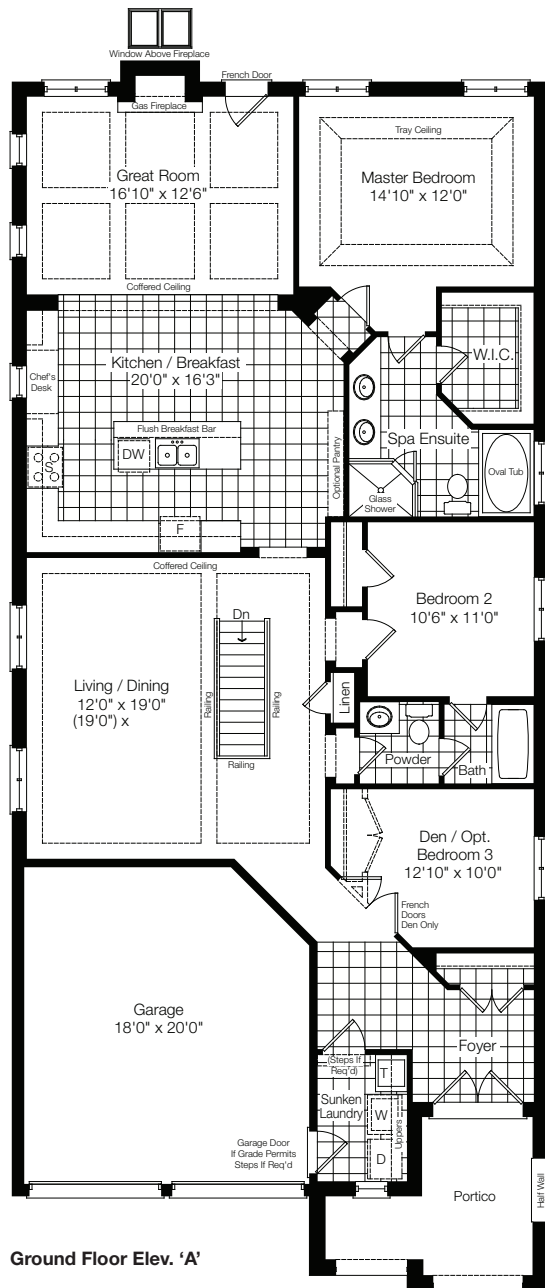 Window Above Fireplace
French Door
Gas Fireplace
Tray Ceiling
Great Room
16'10" x 12'6"
Master Bedroom
14'10" x 12'0"
Coffered Ceiling
W.I.C.
Kitchen / Breakfast
20'0" x 16'3"
Chef's
Desk
Flush Breakfast Bar
Spa Ensuite
DW
S
Optional Pantry
Oval Tub
Glass
Shower
F
Coffered Ceiling
Dn
Bedroom 2
10'6" x 11'0"
Living / Dining
12'0" x 19'0"
(19'0") x
Railing
Railing
Linen
Railing
Powder
Bath
Den / Opt.
Bedroom 3
12'10" x 10'0"
French
Doors
Den Only
Garage
18'0" x 20'0"
Foyer
(Steps If
Req'd)
T
Sunken
Laundry
W
Uppers
Garage Door
If Grade Permits
Steps If Req'd
D
Portico
Half Wall
Ground Floor Elev. ‘A’